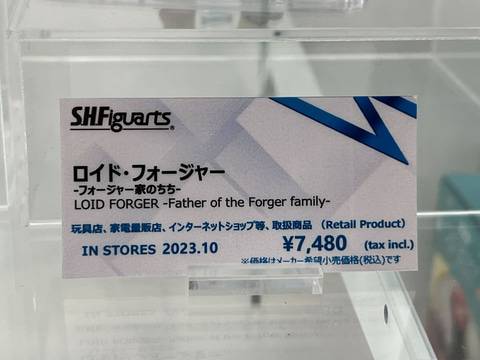 S.H.Figuarts®
ロイド・フォージャー
-フォージャー家のちち-
LOID FORGER -Father of the Forger family-
玩具店、家電量販店、インターネットショップ等、取扱商品 (Retail Product)
IN STORES 2023.10 ¥7,480 (tax incl.)
※価格はメーカー希望小売価格(税込)です